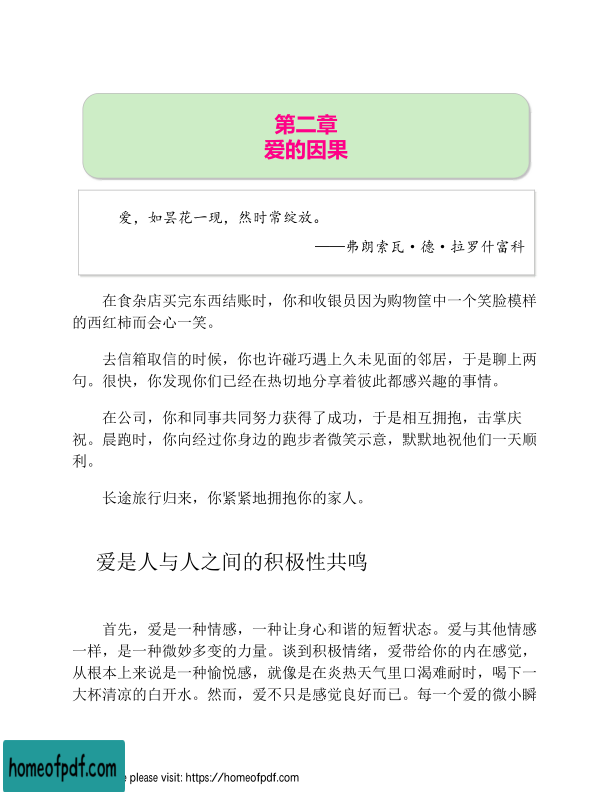 第二章
爱的因果
爱，如昙花一现，然时常绽放。
——弗朗索瓦·德·拉罗什富科
在食杂店买完东西结账时，你和收银员因为购物筐中一个笑脸模样
的西红柿而会心一笑。
去信箱取信的时候，你也许碰巧遇上久未见面的邻居，于是聊上两
句。很快，你发现你们已经在热切地分享着彼此都感兴趣的事情。
在公司，你和同事共同努力获得了成功，于是相互拥抱，击掌庆
祝。晨跑时，你向经过你身边的跑步者微笑示意，默默地祝他们一天顺
利。
长途旅行归来，你紧紧地拥抱你的家人。
爱是人与人之间的积极性共鸣
首先，爱是一种情感，一种让身心和谐的短暂状态。爱与其他情感
一样，是一种微妙多变的力量。谈到积极情绪，爱带给你的内在感觉，
从根本上来说是一种愉悦感，就像是在炎热天气里口渴难耐时，喝下一
大杯清凉的白开水。然而，爱不只是感觉良好而已。每一个爱的微小瞬
homeofpdf.com
e please visit: https://homeofpdf.com